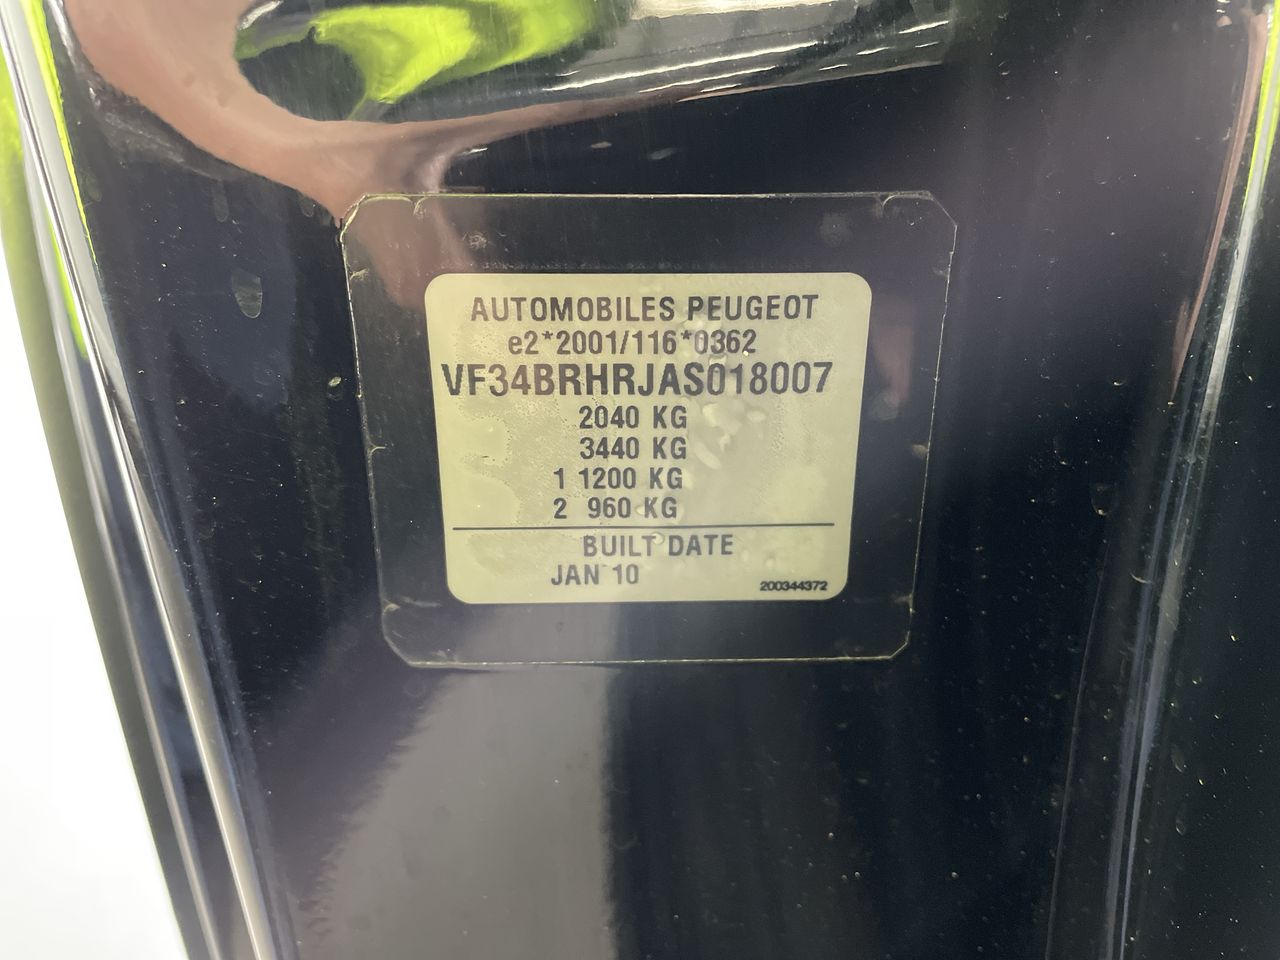 AUTOMOBILES PEUGEOT
e2*2001/116*0362
VF34BRHRJAS018007
2040 KG
3440 KG
1 1200 KG
2 960 KG
BUILT DATE
JAN 10
200344372